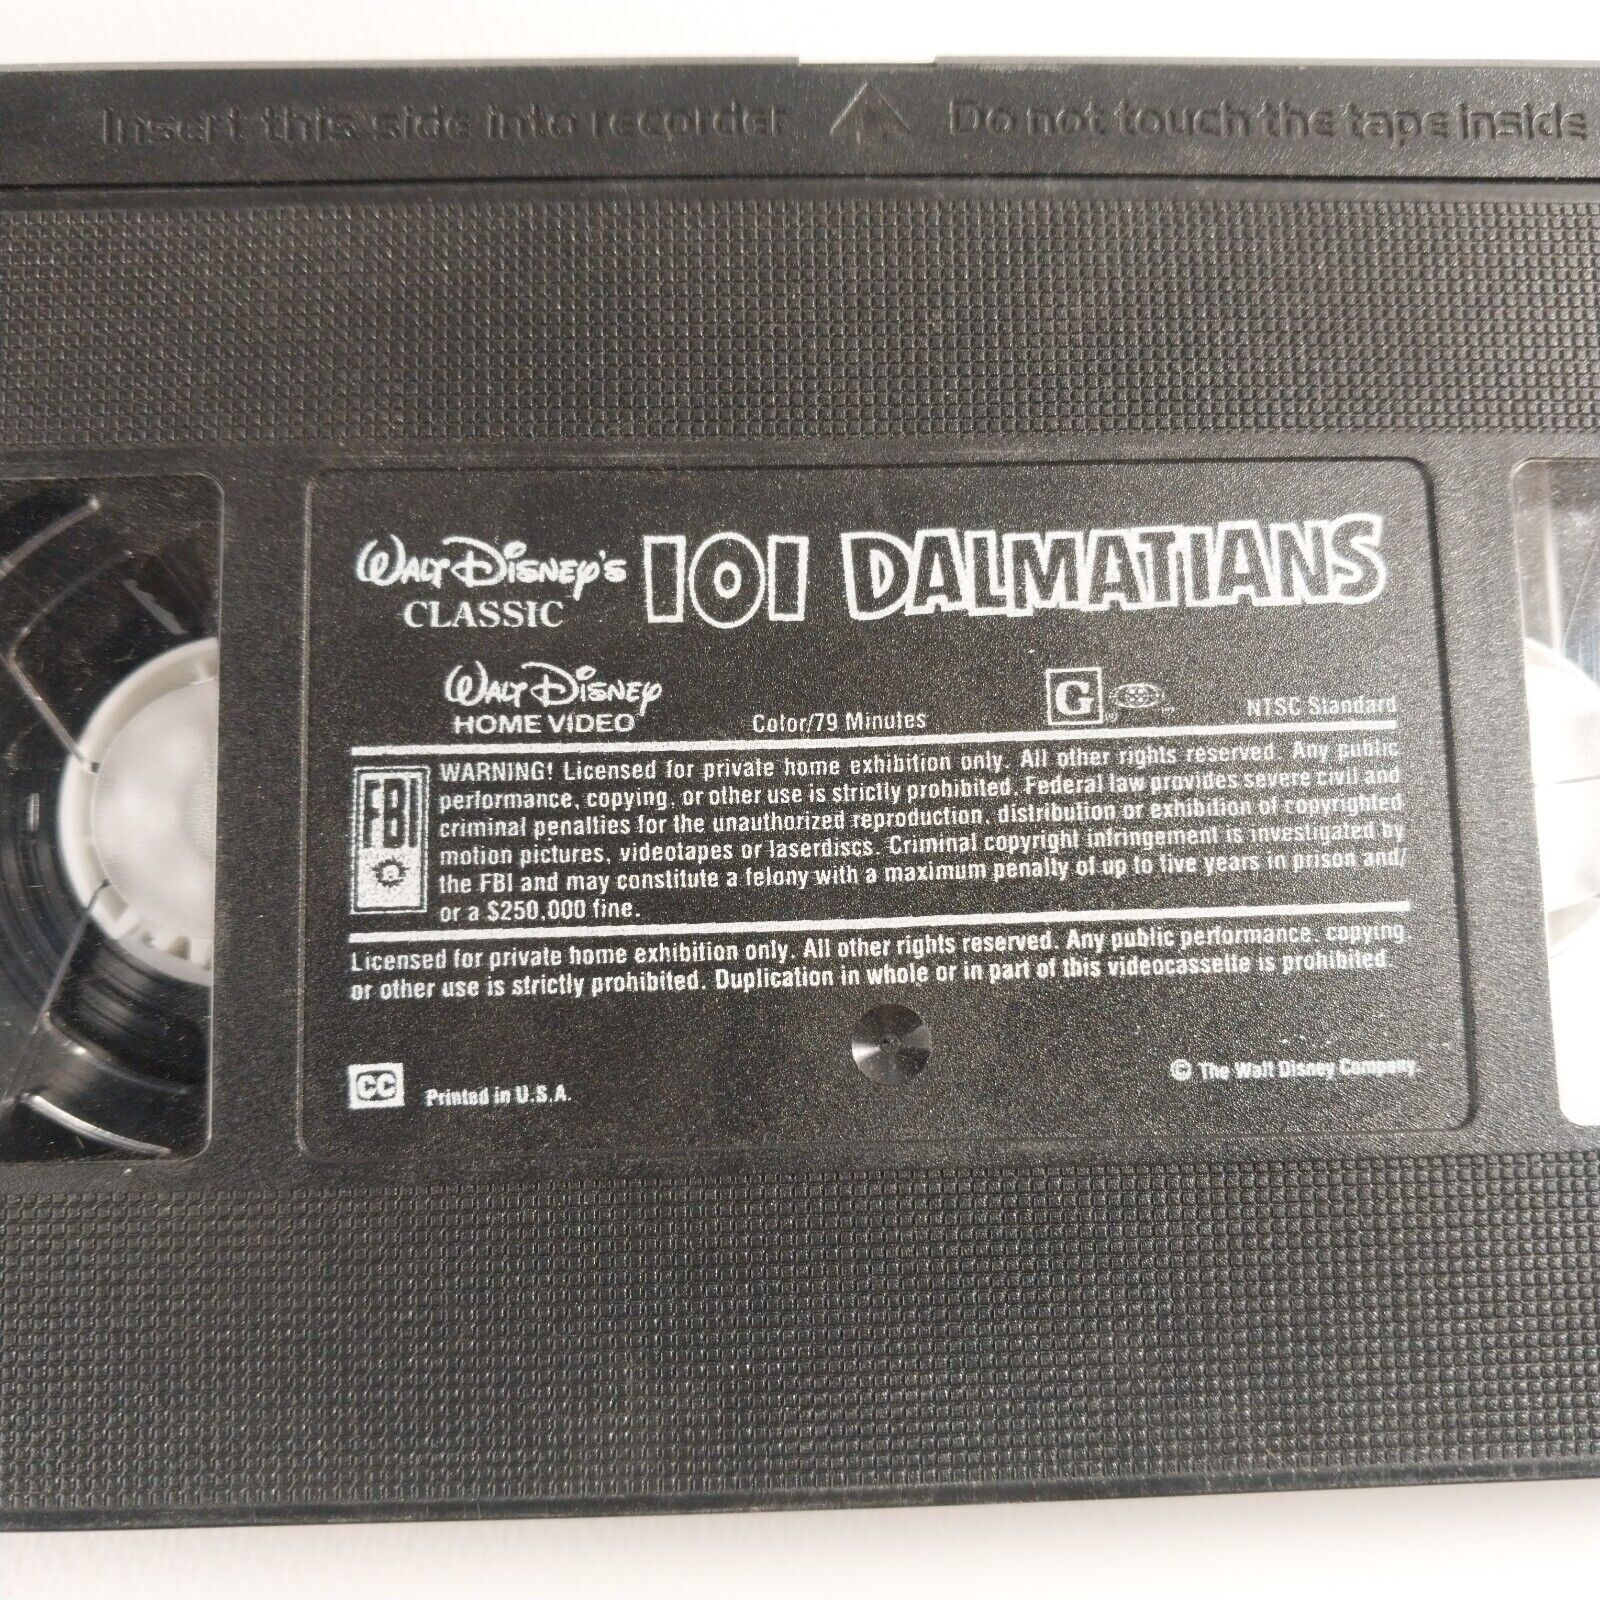 Insert this side into recorder Do not touch the tape inside
WALT DISNEY'S CLASSIC 101 DALMATIANS
WALT DISNEY HOME VIDEO Color/79 Minutes G NTSC Standard
FBI
WARNING! Licensed for private home exhibition only. All other rights reserved. Any public
performance, copying, or other use is strictly prohibited. Federal law provides severe civil and
criminal penalties for the unauthorized reproduction, distribution or exhibition of copyrighted
motion pictures, videotapes or laserdiscs. Criminal copyright infringement is investigated by
the FBI and may constitute a felony with a maximum penalty of up to five years in prison and/
or a $250,000 fine.
Licensed for private home exhibition only. All other rights reserved. Any public performance, copying,
or other use is strictly prohibited. Duplication in whole or in part of this videocassette is prohibited.
CC Printed in U.S.A. © The Walt Disney Company.